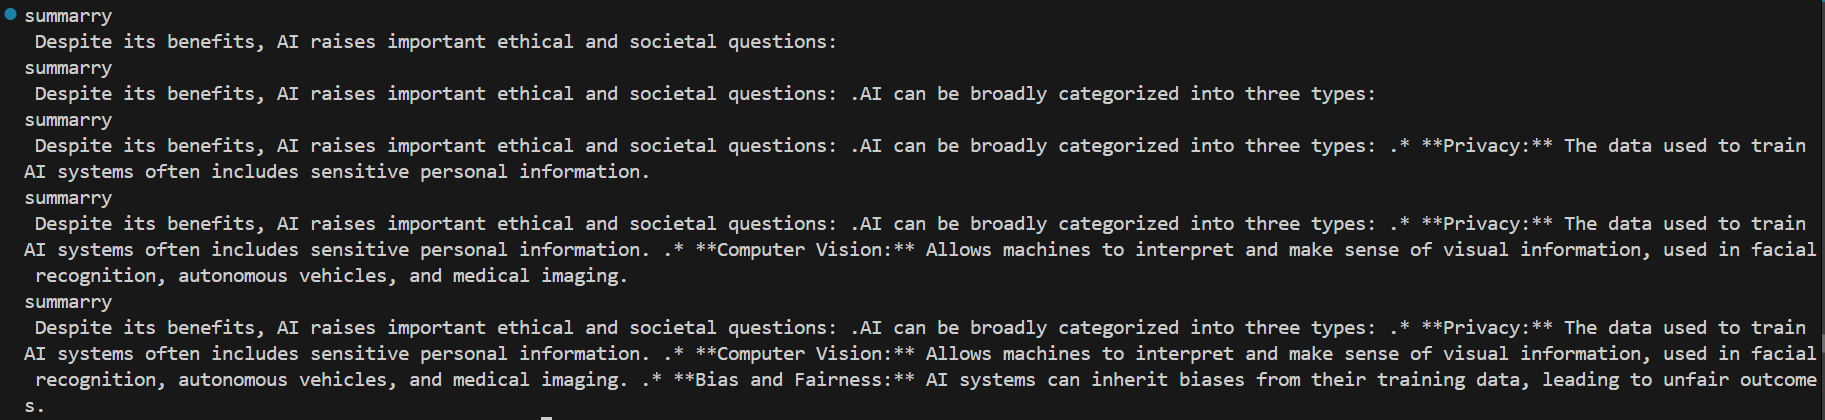 summarry
Despite its benefits, AI raises important ethical and societal questions:
summarry
Despite its benefits, AI raises important ethical and societal questions: .AI can be broadly categorized into three types:
summarry
Despite its benefits, AI raises important ethical and societal questions: .AI can be broadly categorized into three types: .* **Privacy:** The data used to train
AI systems often includes sensitive personal information.
summarry
Despite its benefits, AI raises important ethical and societal questions: .AI can be broadly categorized into three types: .* **Privacy:** The data used to train
AI systems often includes sensitive personal information. .* **Computer Vision:** Allows machines to interpret and make sense of visual information, used in facial
recognition, autonomous vehicles, and medical imaging.
summarry
Despite its benefits, AI raises important ethical and societal questions: .AI can be broadly categorized into three types: .* **Privacy:** The data used to train
AI systems often includes sensitive personal information. .* **Computer Vision:** Allows machines to interpret and make sense of visual information, used in facial
recognition, autonomous vehicles, and medical imaging. .* **Bias and Fairness:** AI systems can inherit biases from their training data, leading to unfair outcome
s.